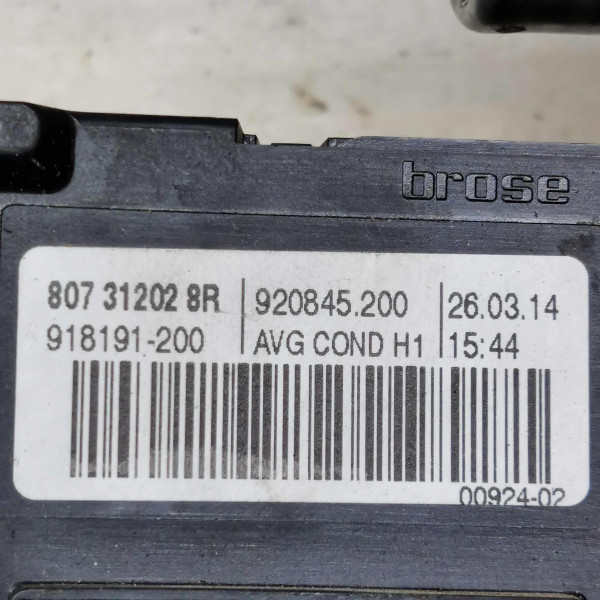 brose
807 31202 8R 920845.200 26.03.14
918191-200 AVG COND H1 15:44
00924-02